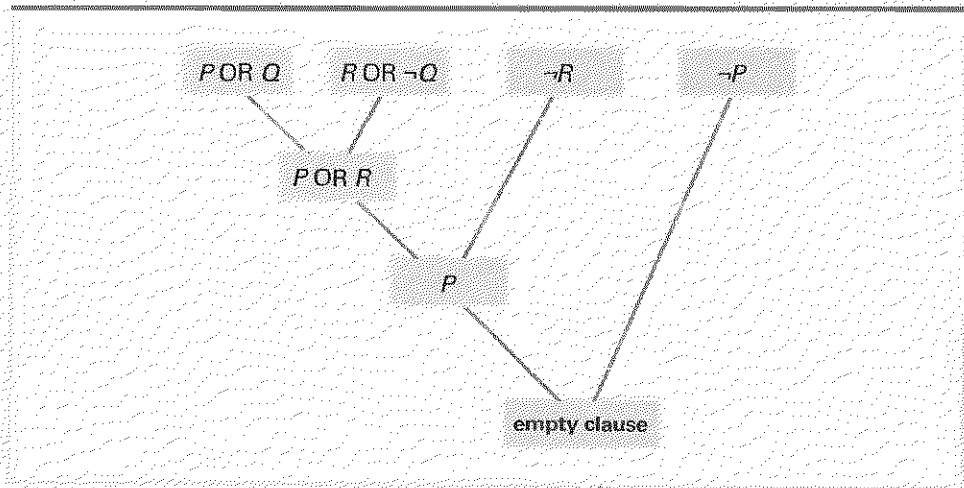 P OR Q
R OR ¬Q
¬R
¬P
P OR R
P
empty clause